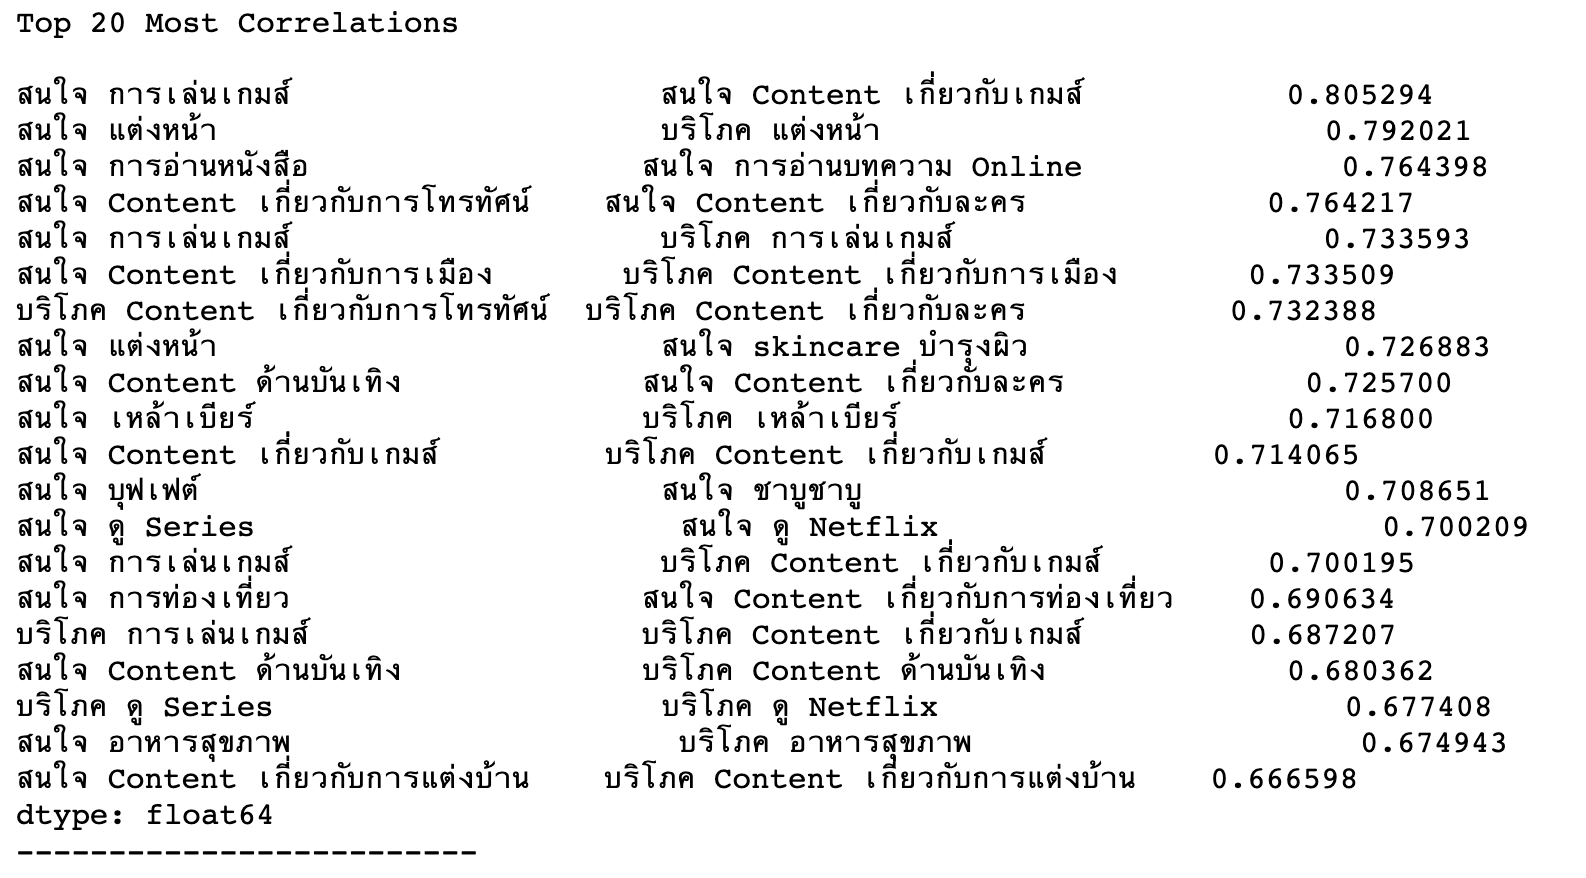 Top 20 Most Correlations
สนใจ การเล่นเกมส์ สนใจ Content เกี่ยวกับเกมส์ 0.805294
สนใจ แต่งหน้า บริโภค แต่งหน้า 0.792021
สนใจ การอ่านหนังสือ สนใจ การอ่านบทความ Online 0.764398
สนใจ Content เกี่ยวกับการโทรทัศน์ สนใจ Content เกี่ยวกับละคร 0.764217
สนใจ การเล่นเกมส์ บริโภค การเล่นเกมส์ 0.733593
สนใจ Content เกี่ยวกับการเมือง บริโภค Content เกี่ยวกับการเมือง 0.733509
บริโภค Content เกี่ยวกับการโทรทัศน์ บริโภค Content เกี่ยวกับละคร 0.732388
สนใจ แต่งหน้า สนใจ skincare บำรุงผิว 0.726883
สนใจ Content ด้านบันเทิง สนใจ Content เกี่ยวกับละคร 0.725700
สนใจ เหล้าเบียร์ บริโภค เหล้าเบียร์ 0.716800
สนใจ Content เกี่ยวกับเกมส์ บริโภค Content เกี่ยวกับเกมส์ 0.714065
สนใจ บุฟเฟต์ สนใจ ชาบูชาบู 0.708651
สนใจ ดู Series สนใจ ดู Netflix 0.700209
สนใจ การเล่นเกมส์ บริโภค Content เกี่ยวกับเกมส์ 0.700195
สนใจ การท่องเที่ยว สนใจ Content เกี่ยวกับการท่องเที่ยว 0.690634
บริโภค การเล่นเกมส์ บริโภค Content เกี่ยวกับเกมส์ 0.687207
สนใจ Content ด้านบันเทิง บริโภค Content ด้านบันเทิง 0.680362
บริโภค ดู Series บริโภค ดู Netflix 0.677408
สนใจ อาหารสุขภาพ บริโภค อาหารสุขภาพ 0.674943
สนใจ Content เกี่ยวกับการแต่งบ้าน บริโภค Content เกี่ยวกับการแต่งบ้าน 0.666598
dtype: float64
-------------------------